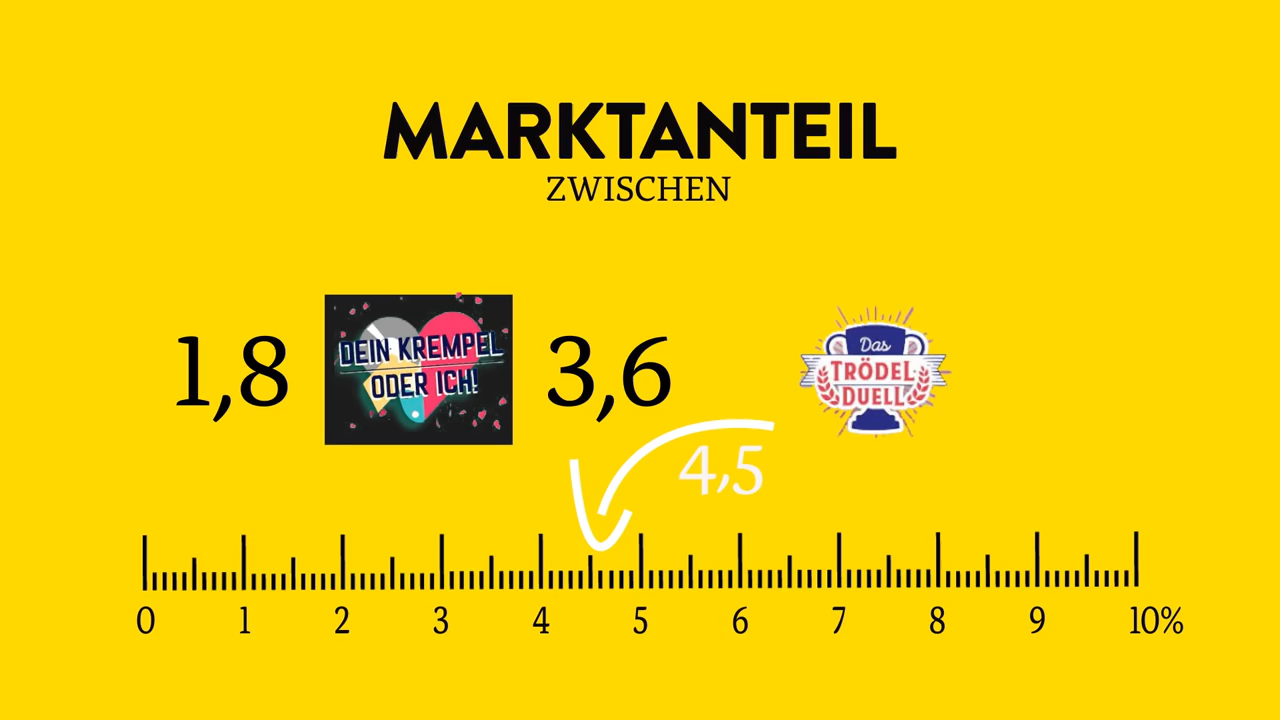 MARKTANTEIL
ZWISCHEN
1,8
DEIN KREMPEL
ODER ICH!
3,6
Das
TRÖDEL
DUELL
4,5
0 1 2 3 4 5 6 7 8 9 10%